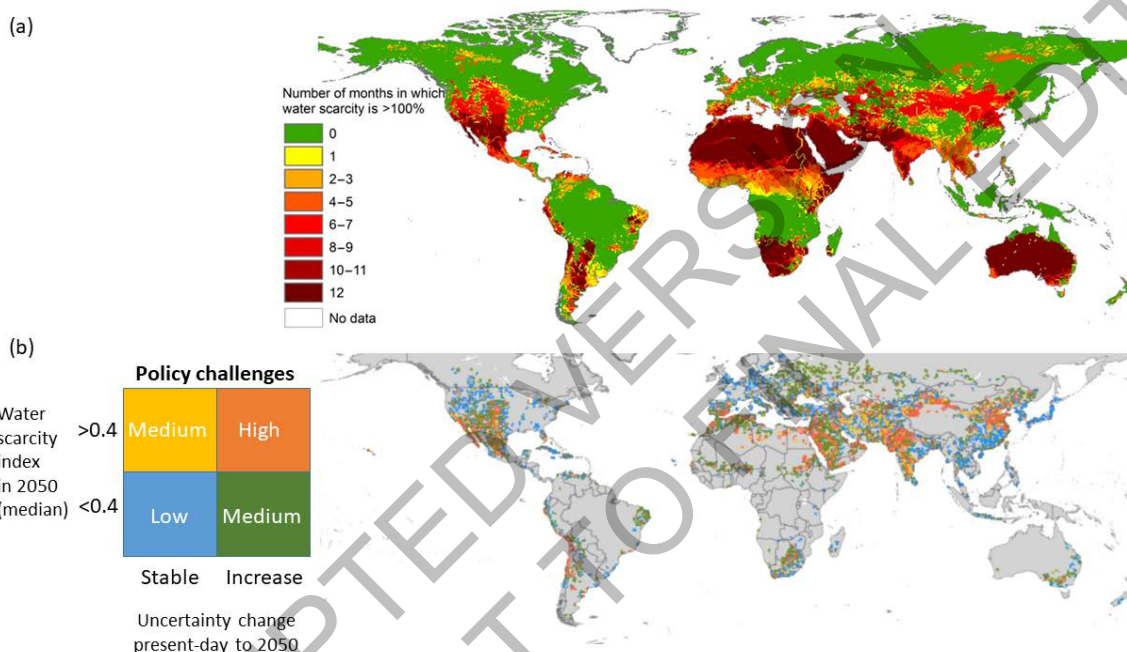 (a)
Number of months in which
water scarcity is >100%
0
1
2–3
4–5
6–7
8–9
10–11
12
No data
(b)
Policy challenges
Water
scarcity
index
in 2050
(median)
>0.4
Medium
High
<0.4
Low
Medium
Stable
Increase
Uncertainty change
present-day to 2050